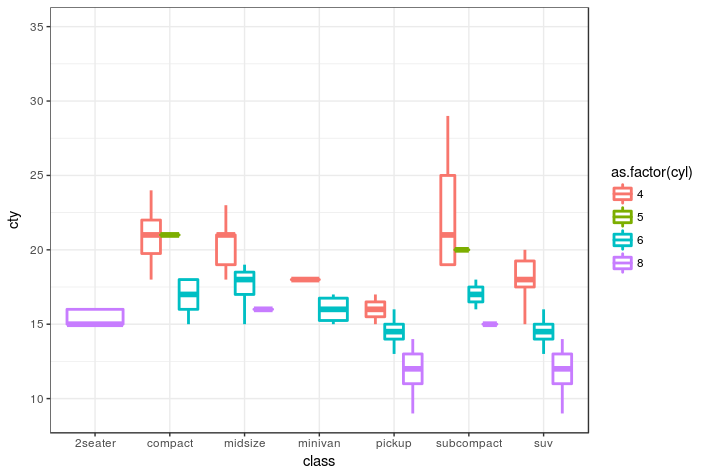 35
30
25
20
15
10
cty
2seater
compact
midsize
minivan
pickup
subcompact
suv
class
as.factor(cyl)
4
5
6
8